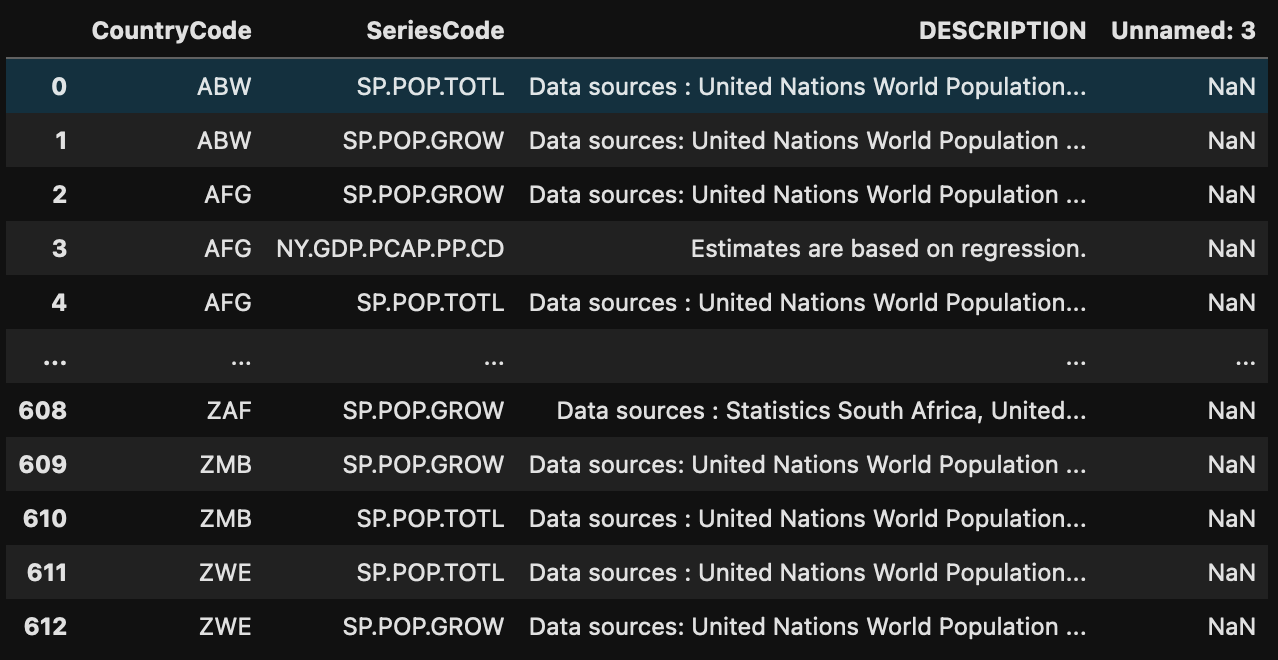 CountryCode SeriesCode DESCRIPTION Unnamed: 3
0 ABW SP.POP.TOTL Data sources : United Nations World Population... NaN
1 ABW SP.POP.GROW Data sources: United Nations World Population ... NaN
2 AFG SP.POP.GROW Data sources: United Nations World Population ... NaN
3 AFG NY.GDP.PCAP.PP.CD Estimates are based on regression. NaN
4 AFG SP.POP.TOTL Data sources : United Nations World Population... NaN
... ... ... ... ...
608 ZAF SP.POP.GROW Data sources : Statistics South Africa, United... NaN
609 ZMB SP.POP.GROW Data sources: United Nations World Population ... NaN
610 ZMB SP.POP.TOTL Data sources : United Nations World Population... NaN
611 ZWE SP.POP.TOTL Data sources : United Nations World Population... NaN
612 ZWE SP.POP.GROW Data sources: United Nations World Population ... NaN